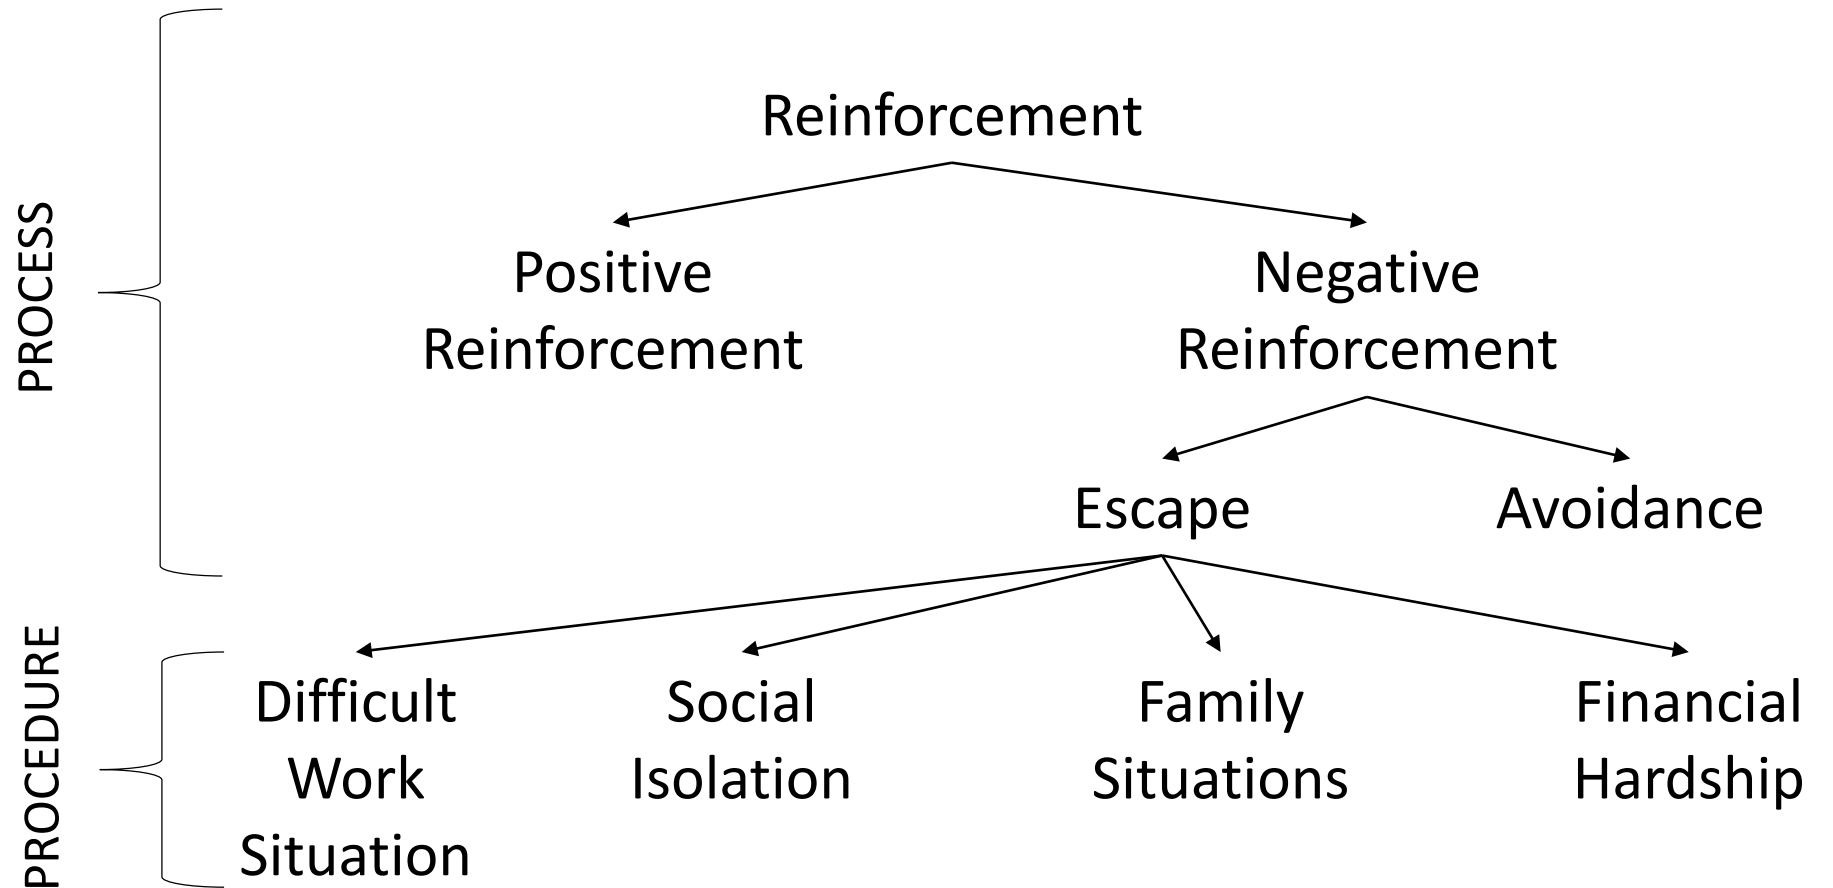 PROCESS
Reinforcement
Positive
Reinforcement
Negative
Reinforcement
Escape
Avoidance
PROCEDURE
Difficult
Work
Situation
Social
Isolation
Family
Situations
Financial
Hardship